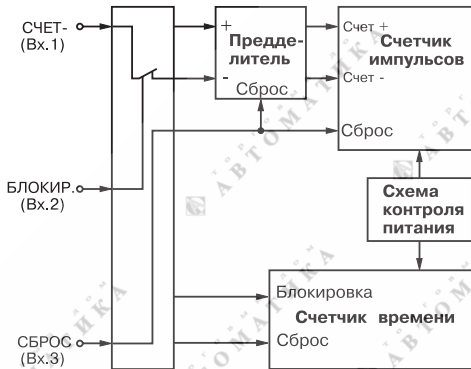 СЧЕТ-
(Вх.1)
+
Предде-
литель
-
Сброс
Счет +
Счетчик
импульсов
Счет -
Сброс
БЛОКИР.
(Вх.2)
Схема
контроля
питания
Блокировка
Счетчик времени
Сброс
СБРОС
(Вх.3)
АВТОМАТИКА